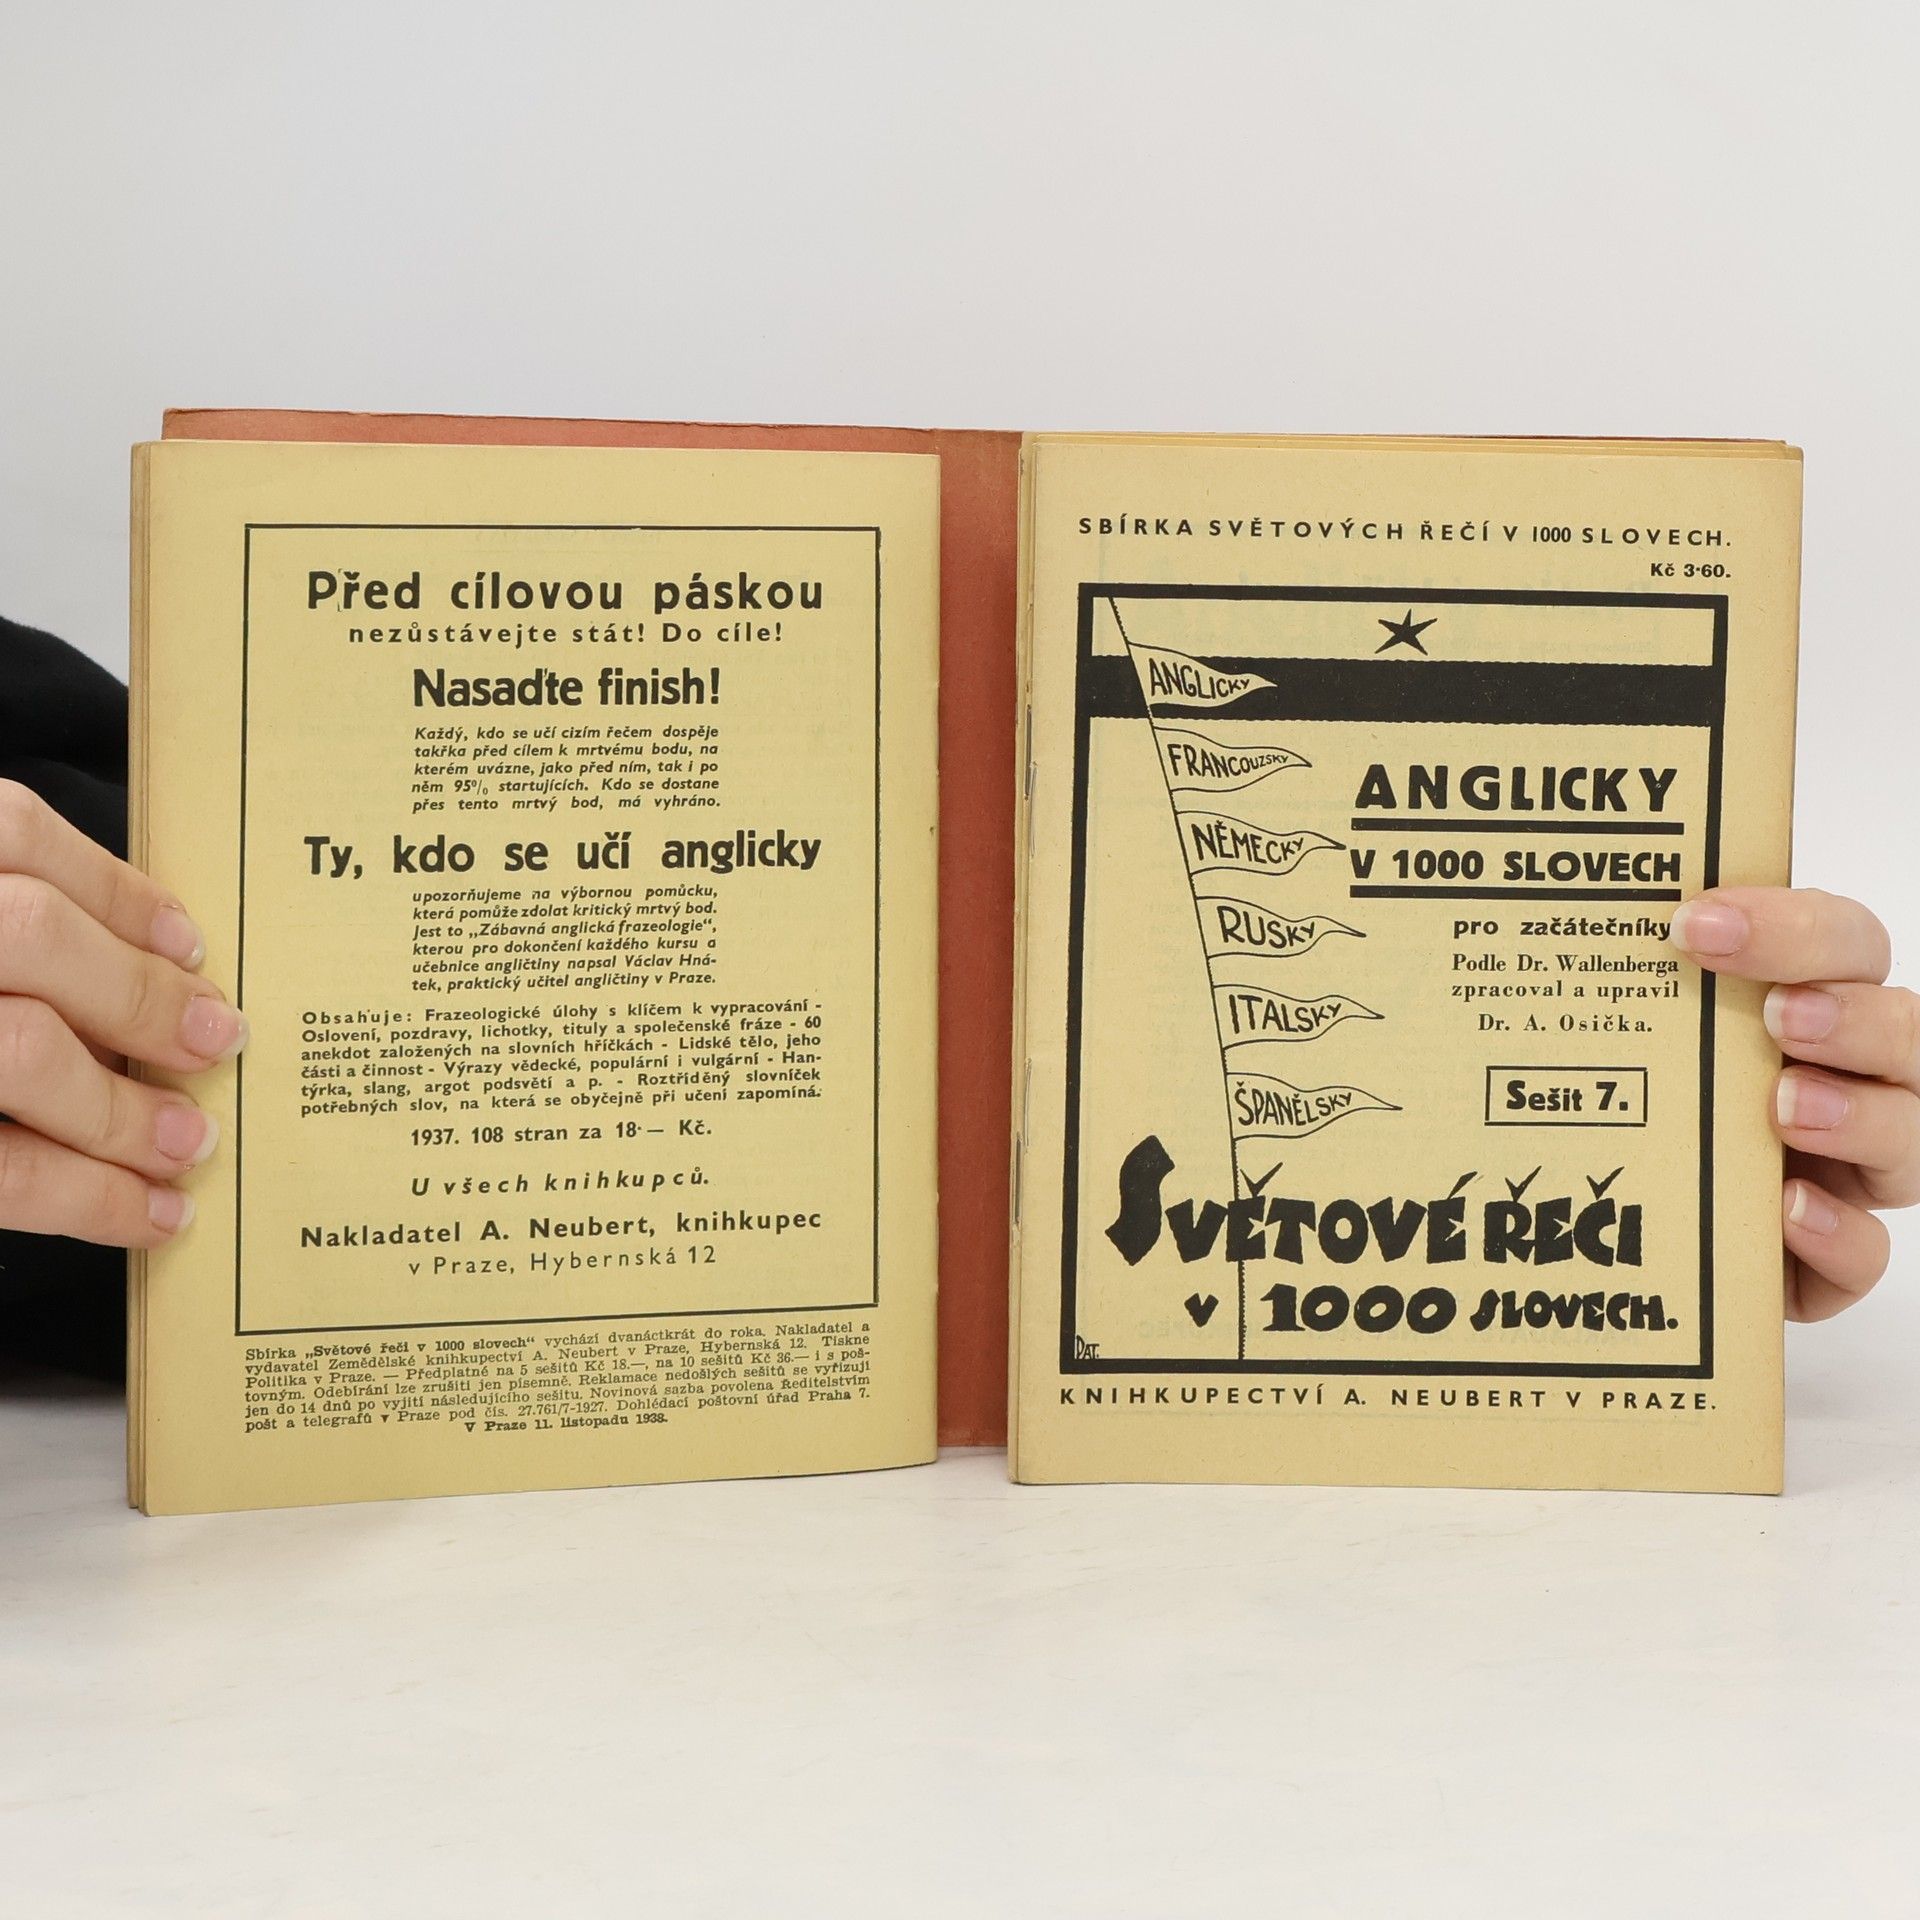 Před cílovou páskou
nezůstávejte stát! Do cíle!
Nasaďte finish!
Každý, kdo se učí cizím řečem dospěje
takřka před cílem k mrtvému bodu, na
kterém uvázne, jako před ním, tak i po
něm 95% startujících. Kdo se dostane
přes tento mrtvý bod, má vyhráno.
Ty, kdo se učí anglicky
upozorňujeme na výbornou pomůcku,
která pomůže zdolat kritický mrtvý bod.
Jest to „Zábavná anglická frazeologie“,
kterou pro dokončení každého kursu a
učebnice angličtiny napsal Václav Hná-
tek, praktický učitel angličtiny v Praze.
Obsahuje: Frazeologické úlohy s klíčem k vypracování -
Oslovení, pozdravy, lichotky, tituly a společenské fráze - 60
anekdot založených na slovních hříčkách - Lidské tělo, jeho
části a činnost - Výrazy vědecké, populární i vulgární - Han-
týrka, slang, argot podsvětí a p. - Roztříděný slovníček
potřebných slov, na která se obyčejně při učení zapomíná.
1937. 108 stran za 18·— Kč.
U všech knihkupců.
Nakladatel A. Neubert, knihkupec
v Praze, Hybernská 12
Sbírka „Světové řeči v 1000 slovech“ vychází dvanáctkrát do roka. Nakladatel a
vydavatel Zemědělské knihkupectví A. Neubert v Praze, Hybernská 12. Tiskne
Politika v Praze. — Předplatné na 5 sešitů Kč 18.—, na 10 sešitů Kč 36.— i s poš-
tovným. Odebírání lze zrušiti jen písemně. Reklamace nedošlých sešitů se vyřizují
jen do 14 dnů po vyjití následujícího sešitu. Novinová sazba povolena Ředitelstvím
pošt a telegrafů v Praze pod čís. 27.761/7-1927. Dohlédací poštovní úřad Praha 7.
V Praze 11. listopadu 1938.
SBÍRKA SVĚTOVÝCH ŘEČÍ V 1000 SLOVECH.
Kč 3·60.
ANGLICKY
FRANCOUZSKY
NĚMECKY
RUSKY
ITALSKY
ŠPANĚLSKY
ANGLICKY
V 1000 SLOVECH
pro začátečníky
Podle Dr. Wallenberga
zpracoval a upravil
Dr. A. Osička.
Sešit 7.
SVĚTOVÉ ŘEČI
v 1000 SLOVECH.
PAT.
KNIHKUPECTVÍ A. NEUBERT V PRAZE.